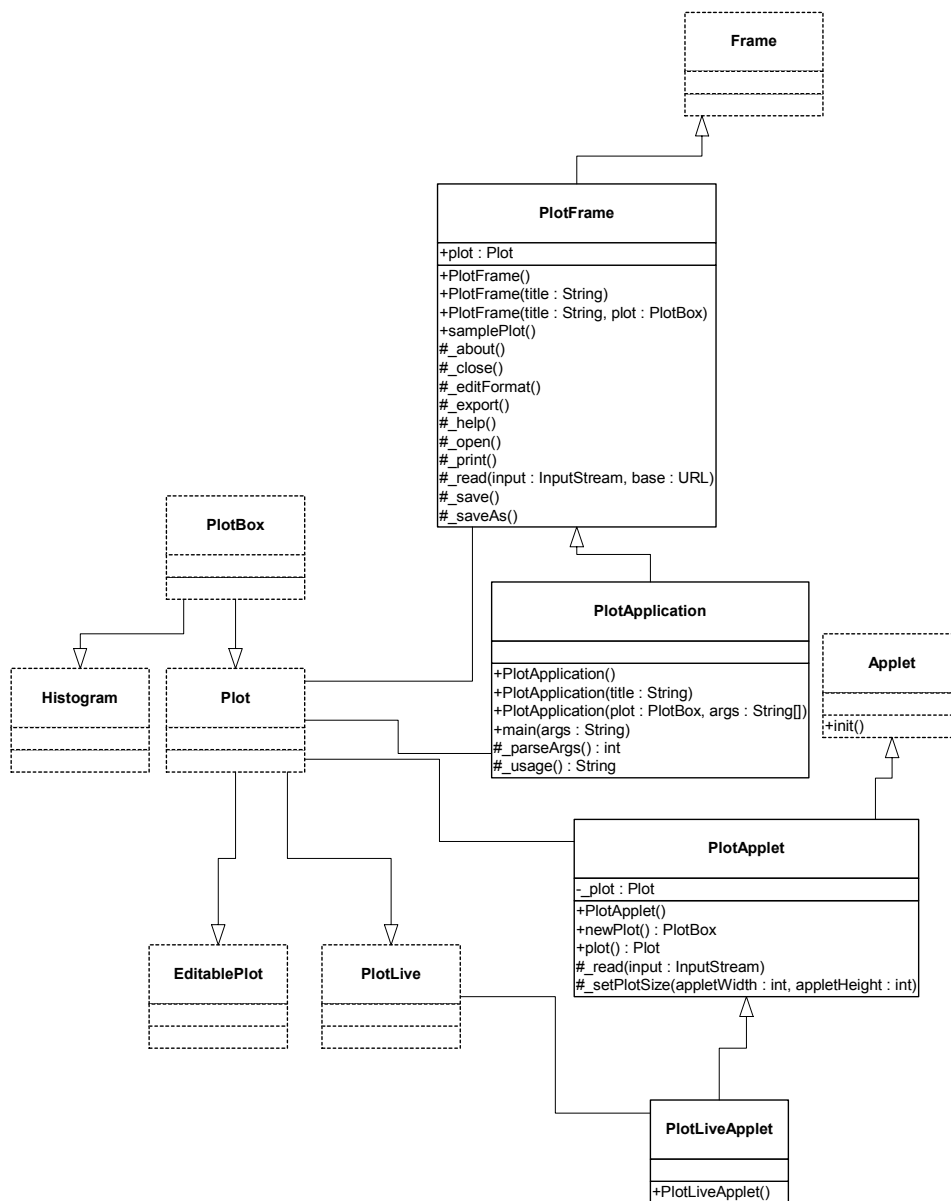 Frame
PlotFrame
+plot : Plot
+PlotFrame()
+PlotFrame(title : String)
+PlotFrame(title : String, plot : PlotBox)
+samplePlot()
#_about()
#_close()
#_editFormat()
#_export()
#_help()
#_open()
#_print()
#_read(input : InputStream, base : URL)
#_save()
#_saveAs()
PlotBox
PlotApplication
+PlotApplication()
+PlotApplication(title : String)
+PlotApplication(plot : PlotBox, args : String[])
+main(args : String)
#_parseArgs() : int
#_usage() : String
Applet
+init()
Histogram
Plot
PlotApplet
-_plot : Plot
+PlotApplet()
+newPlot() : PlotBox
+plot() : Plot
#_read(input : InputStream)
#_setPlotSize(appletWidth : int, appletHeight : int)
EditablePlot
PlotLive
PlotLiveApplet
+PlotLiveApplet()